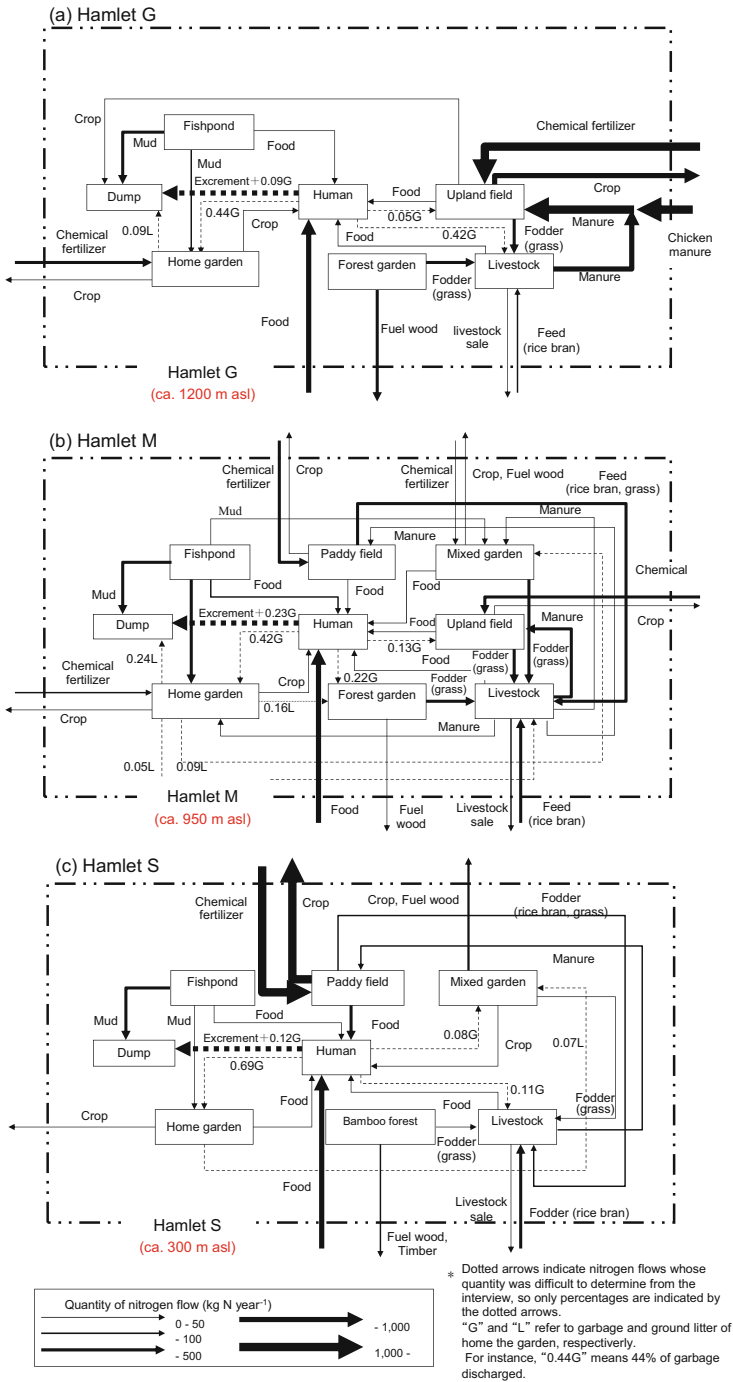 (a) Hamlet G
Crop
Fishpond
Chemical fertilizer
Mud
Food
Mud
Excrement+0.09G
Dump
Human
Food
Upland field
Crop
0.44G
0.05G
Manure
0.09L
Crop
0.42G
Chemical
fertilizer
Food
Fodder
(grass)
Chicken
manure
Home garden
Forest garden
Livestock
Fodder
(grass)
Manure
Crop
Food
Fuel wood
livestock
sale
Feed
(rice bran)
Hamlet G
(ca. 1200 m asl)
(b) Hamlet M
Chemical
fertilizer
Crop
Chemical
fertilizer
Crop, Fuel wood
Feed
(rice bran, grass)
Mud
Manure
Manure
Fishpond
Paddy field
Mixed garden
Food
Food
Food
Chemical
Mud
Excrement+0.23G
Dump
Human
Food
Upland field
Manure
Crop
0.42G
0.13G
0.24L
Food
Fodder
(grass)
Fodder
(grass)
Chemical
fertilizer
Crop
0.22G
Fodder
(grass)
Home garden
Forest garden
Livestock
0.16L
Crop
Manure
0.05L
0.09L
Hamlet M
(ca. 950 m asl)
Food
Fuel
wood
Livestock
sale
Feed
(rice bran)
(c) Hamlet S
Chemical
fertilizer
Crop
Crop, Fuel wood
Fodder
(rice bran, grass)
Manure
Fishpond
Paddy field
Mixed garden
Mud
Mud
Food
Food
0.08G
Excrement+0.12G
0.07L
Dump
Human
Crop
0.69G
0.11G
Food
Fodder
(grass)
Crop
Food
Home garden
Bamboo forest
Livestock
Fodder
(grass)
Food
Livestock
sale
Fodder (rice bran)
Hamlet S
(ca. 300 m asl)
Fuel wood,
Timber
Quantity of nitrogen flow (kg N year-1)
0 - 50
- 100
- 500
- 1,000
1,000 -
* Dotted arrows indicate nitrogen flows whose
quantity was difficult to determine from the
interview, so only percentages are indicated by
the dotted arrows.
“G” and “L” refer to garbage and ground litter of
home the garden, respectiverly.
For instance, “0.44G” means 44% of garbage
discharged.